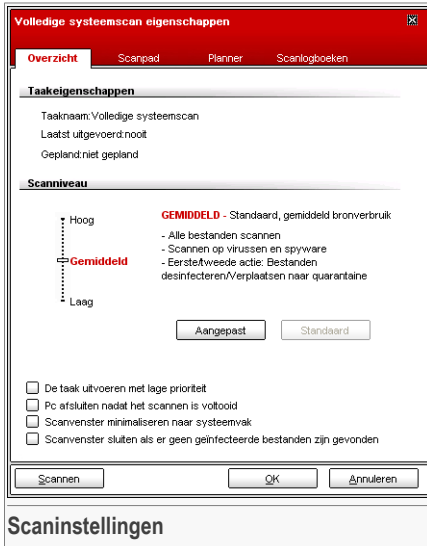 Volledige systeemscan eigenschappen
Overzicht Scanpad Planner Scanlogboeken
Taakeigenschappen
Taaknaam:Volledige systeemscan
Laatst uitgevoerd:nooit
Gepland:niet gepland
Scanniveau
Hoog
Gemiddeld
Laag
GEMIDDELD - Standaard, gemiddeld bronverbruik
- Alle bestanden scannen
- Scannen op virussen en spyware
- Eerste/tweede actie: Bestanden
desinfecteren/Verplaatsen naar quarantaine
Aangepast Standaard
De taak uitvoeren met lage prioriteit
Pc afsluiten nadat het scannen is voltooid
Scanvenster minimaliseren naar systeemvak
Scanvenster sluiten als er geen geïnfecteerde bestanden zijn gevonden
Scannen OK Annuleren
Scaninstellingen